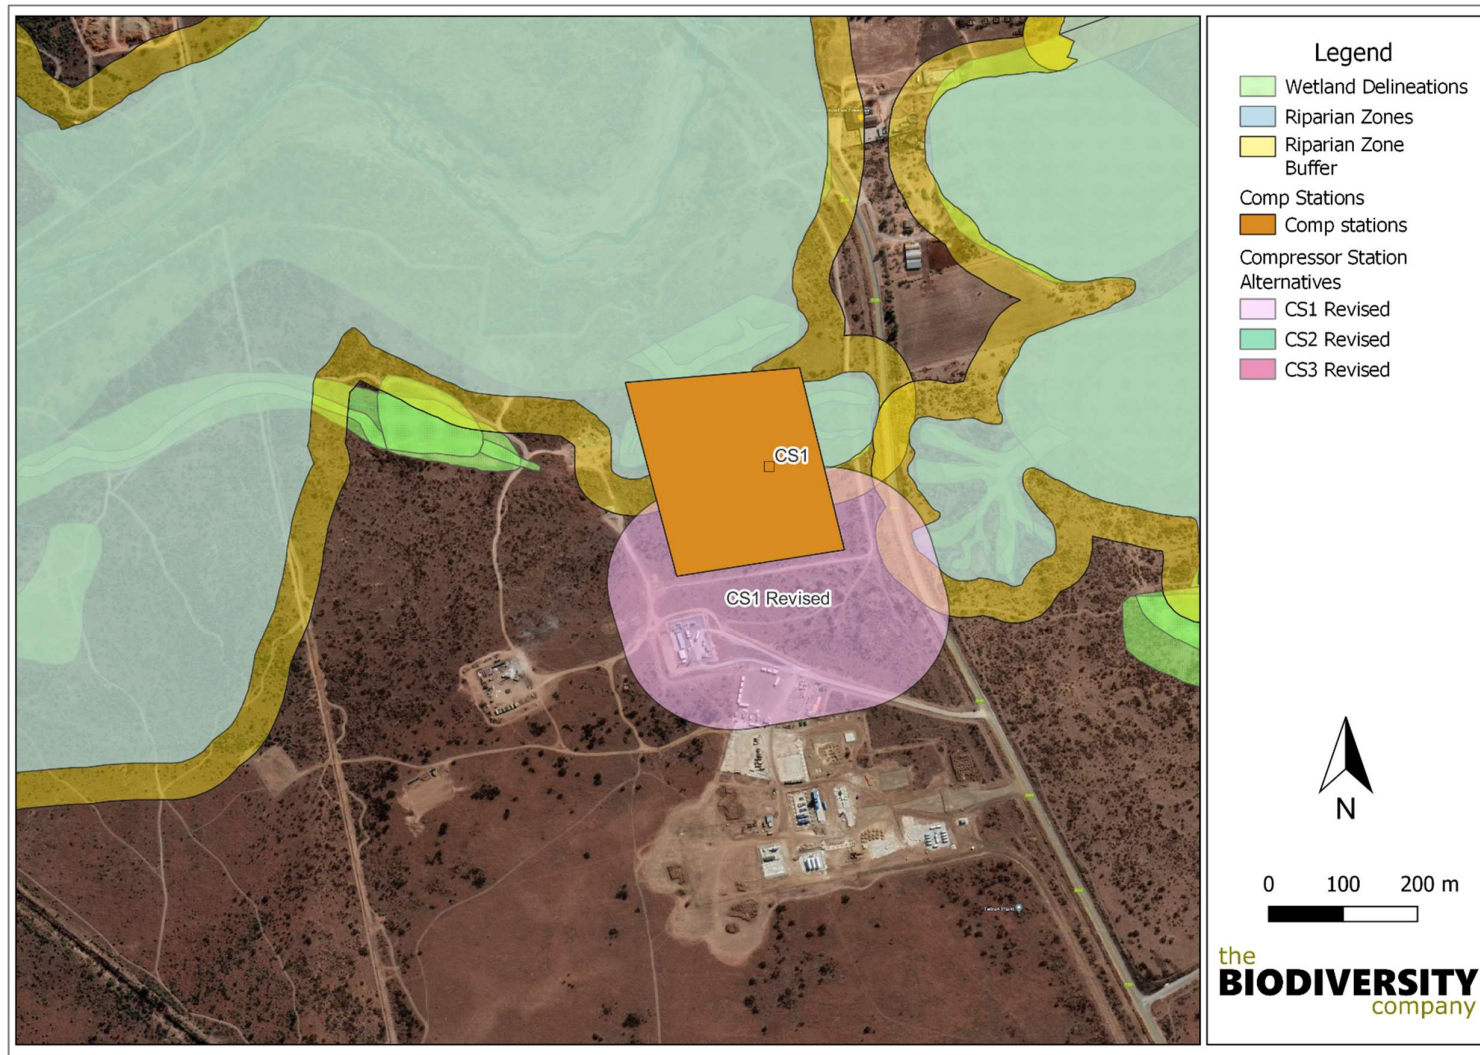 CS1
CS1 Revised
Legend
Wetland Delineations
Riparian Zones
Riparian Zone
Buffer
Comp Stations
Comp stations
Compressor Station
Alternatives
CS1 Revised
CS2 Revised
CS3 Revised
N
0 100 200 m
the
BIODIVERSITY
company